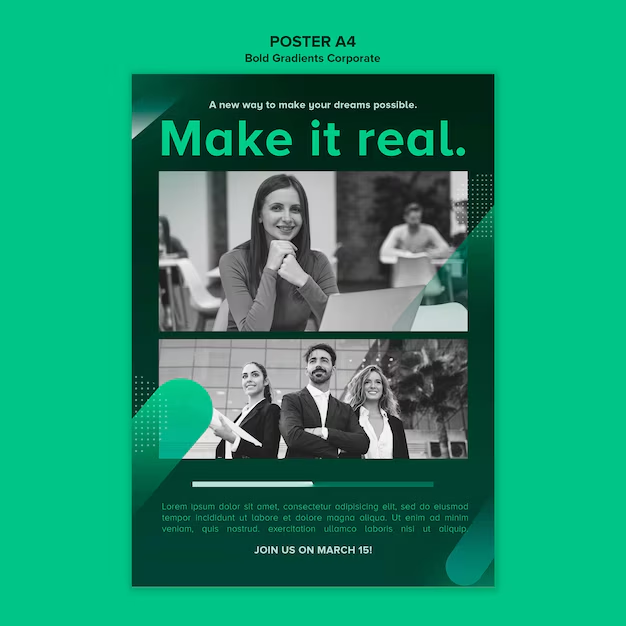 POSTER A4
Bold Gradients Corporate
A new way to make your dreams possible.
Make it real.
Lorem ipsum dolor sit amet, consectetur adipisicing elit, sed do eiusmod
tempor incididunt ut labore et dolore magna aliqua. Ut enim ad minim
veniam, quis nostrud. exercitation ullamco laboris nisi ut aliquip.
JOIN US ON MARCH 15!